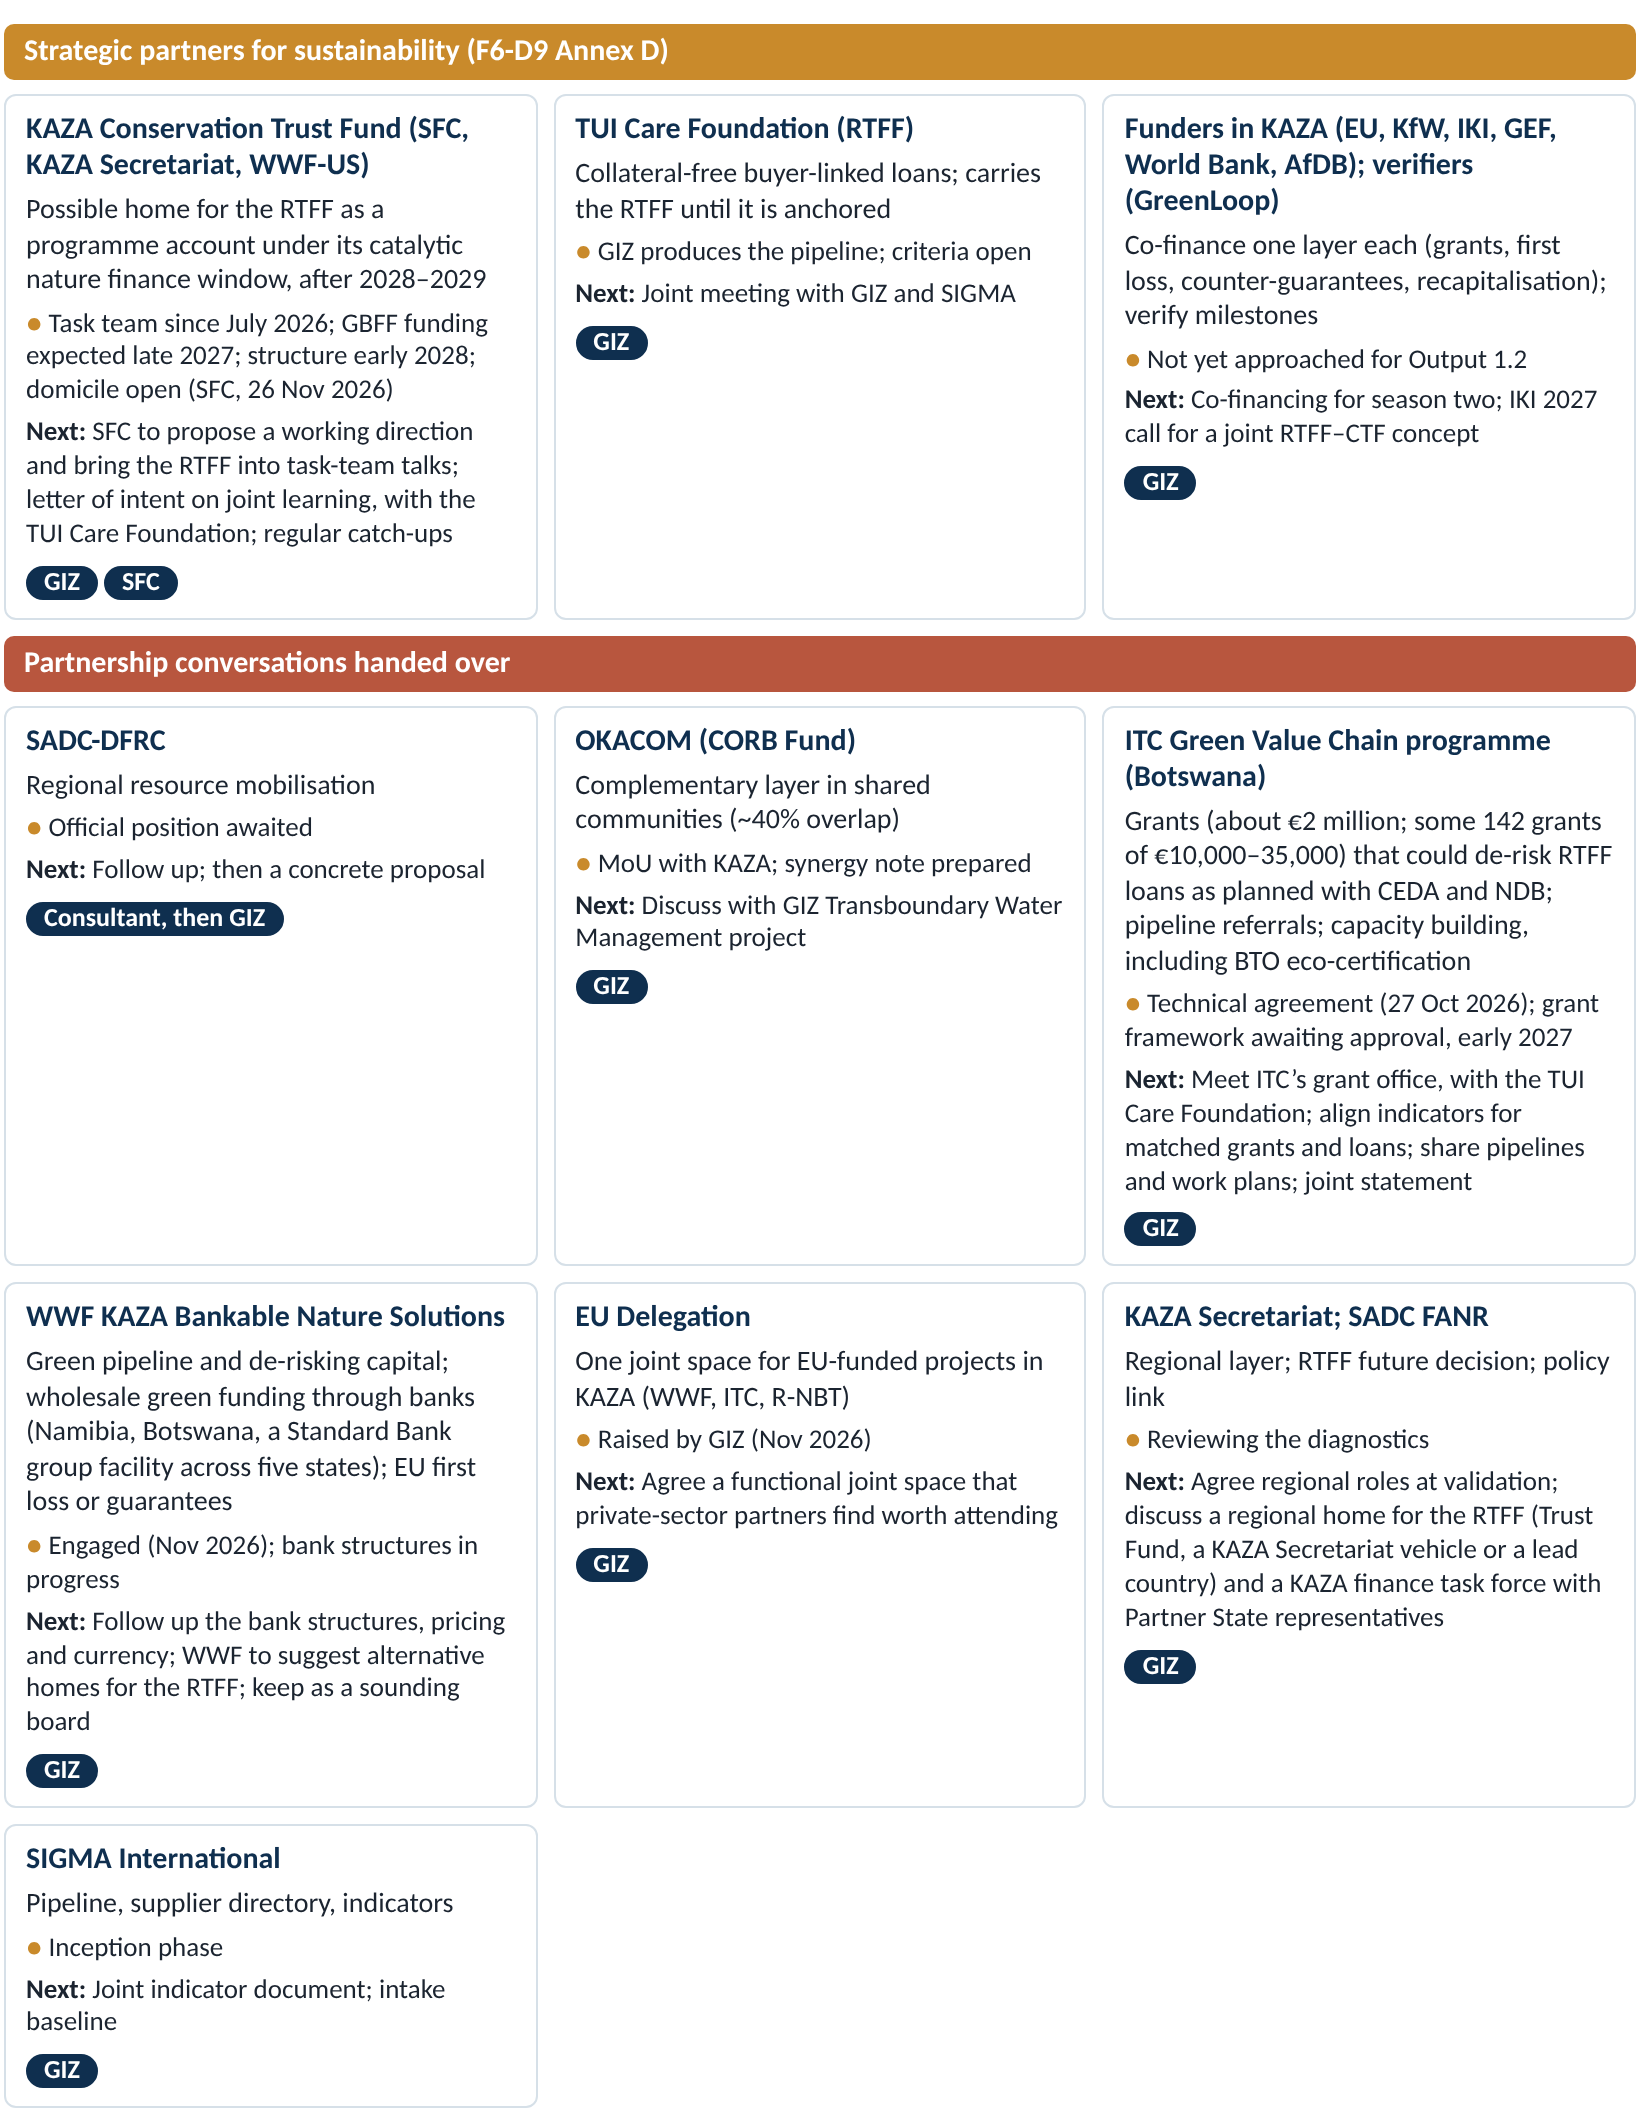 Strategic partners for sustainability (F6-D9 Annex D)
KAZA Conservation Trust Fund (SFC,
KAZA Secretariat, WWF-US)
Possible home for the RTFF as a
programme account under its catalytic
nature finance window, after 2028–2029
● Task team since July 2026; GBFF funding
expected late 2027; structure early 2028;
domicile open (SFC, 26 Nov 2026)
Next: SFC to propose a working direction
and bring the RTFF into task-team talks;
letter of intent on joint learning, with the
TUI Care Foundation; regular catch-ups
GIZ SFC
TUI Care Foundation (RTFF)
Collateral-free buyer-linked loans; carries
the RTFF until it is anchored
● GIZ produces the pipeline; criteria open
Next: Joint meeting with GIZ and SIGMA
GIZ
Funders in KAZA (EU, KfW, IKI, GEF,
World Bank, AfDB); verifiers
(GreenLoop)
Co-finance one layer each (grants, first
loss, counter-guarantees, recapitalisation);
verify milestones
● Not yet approached for Output 1.2
Next: Co-financing for season two; IKI 2027
call for a joint RTFF–CTF concept
GIZ
Partnership conversations handed over
SADC-DFRC
Regional resource mobilisation
● Official position awaited
Next: Follow up; then a concrete proposal
Consultant, then GIZ
OKACOM (CORB Fund)
Complementary layer in shared
communities (~40% overlap)
● MoU with KAZA; synergy note prepared
Next: Discuss with GIZ Transboundary Water
Management project
GIZ
ITC Green Value Chain programme
(Botswana)
Grants (about €2 million; some 142 grants
of €10,000–35,000) that could de-risk RTFF
loans as planned with CEDA and NDB;
pipeline referrals; capacity building,
including BTO eco-certification
● Technical agreement (27 Oct 2026); grant
framework awaiting approval, early 2027
Next: Meet ITC’s grant office, with the TUI
Care Foundation; align indicators for
matched grants and loans; share pipelines
and work plans; joint statement
GIZ
WWF KAZA Bankable Nature Solutions
Green pipeline and de-risking capital;
wholesale green funding through banks
(Namibia, Botswana, a Standard Bank
group facility across five states); EU first
loss or guarantees
● Engaged (Nov 2026); bank structures in
progress
Next: Follow up the bank structures, pricing
and currency; WWF to suggest alternative
homes for the RTFF; keep as a sounding
board
GIZ
EU Delegation
One joint space for EU-funded projects in
KAZA (WWF, ITC, R-NBT)
● Raised by GIZ (Nov 2026)
Next: Agree a functional joint space that
private-sector partners find worth attending
GIZ
KAZA Secretariat; SADC FANR
Regional layer; RTFF future decision; policy
link
● Reviewing the diagnostics
Next: Agree regional roles at validation;
discuss a regional home for the RTFF (Trust
Fund, a KAZA Secretariat vehicle or a lead
country) and a KAZA finance task force with
Partner State representatives
GIZ
SIGMA International
Pipeline, supplier directory, indicators
● Inception phase
Next: Joint indicator document; intake
baseline
GIZ